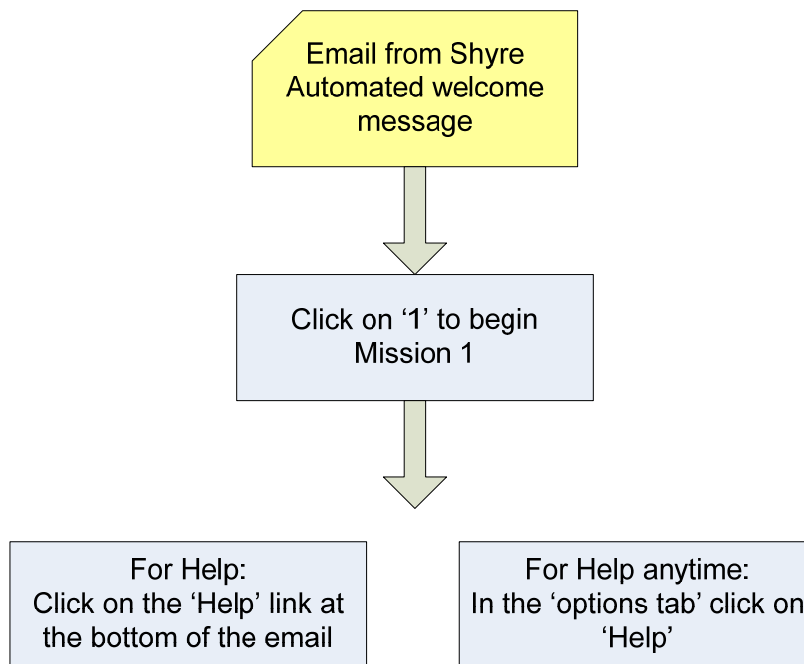 Email from Shyre
Automated welcome
message
Click on ‘1’ to begin
Mission 1
For Help:
Click on the ‘Help’ link at
the bottom of the email
For Help anytime:
In the ‘options tab’ click on
‘Help’